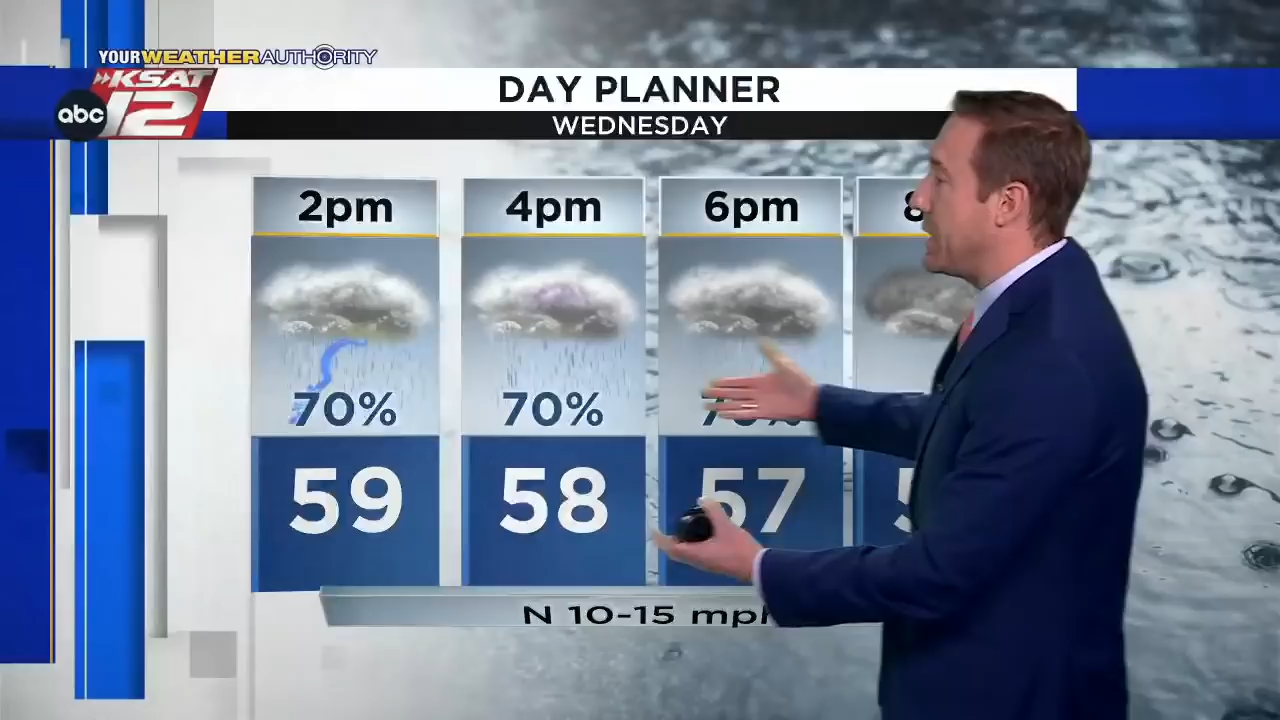 YOUR WEATHER AUTHORITY
KSAT
abc 12
DAY PLANNER
WEDNESDAY
2pm 4pm 6pm
70% 70%
59 58 57
N 10-15 mph